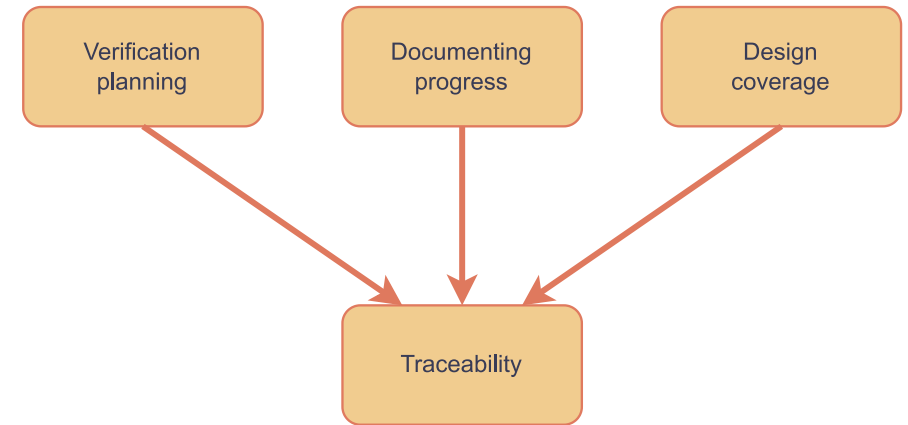 Verification
planning
Documenting
progress
Design
coverage
Traceability